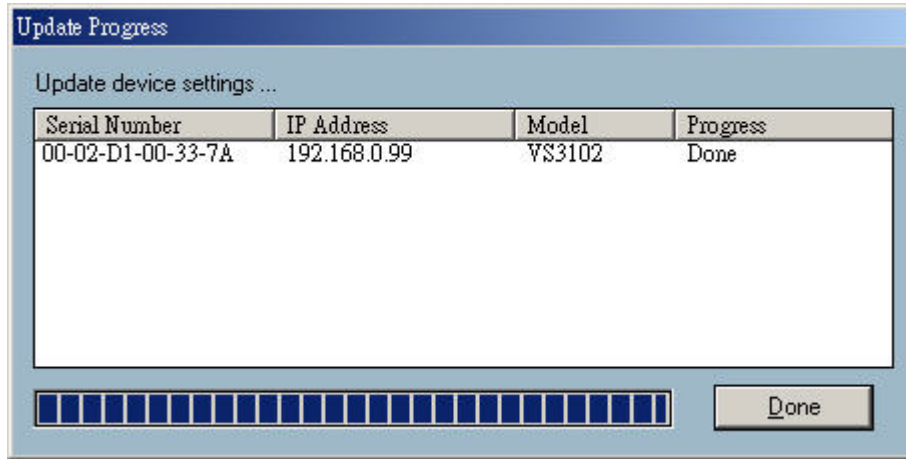 Update Progress
Update device settings ...
Serial Number IP Address Model Progress
00-02-D1-00-33-7A 192.168.0.99 VS3102 Done
Done